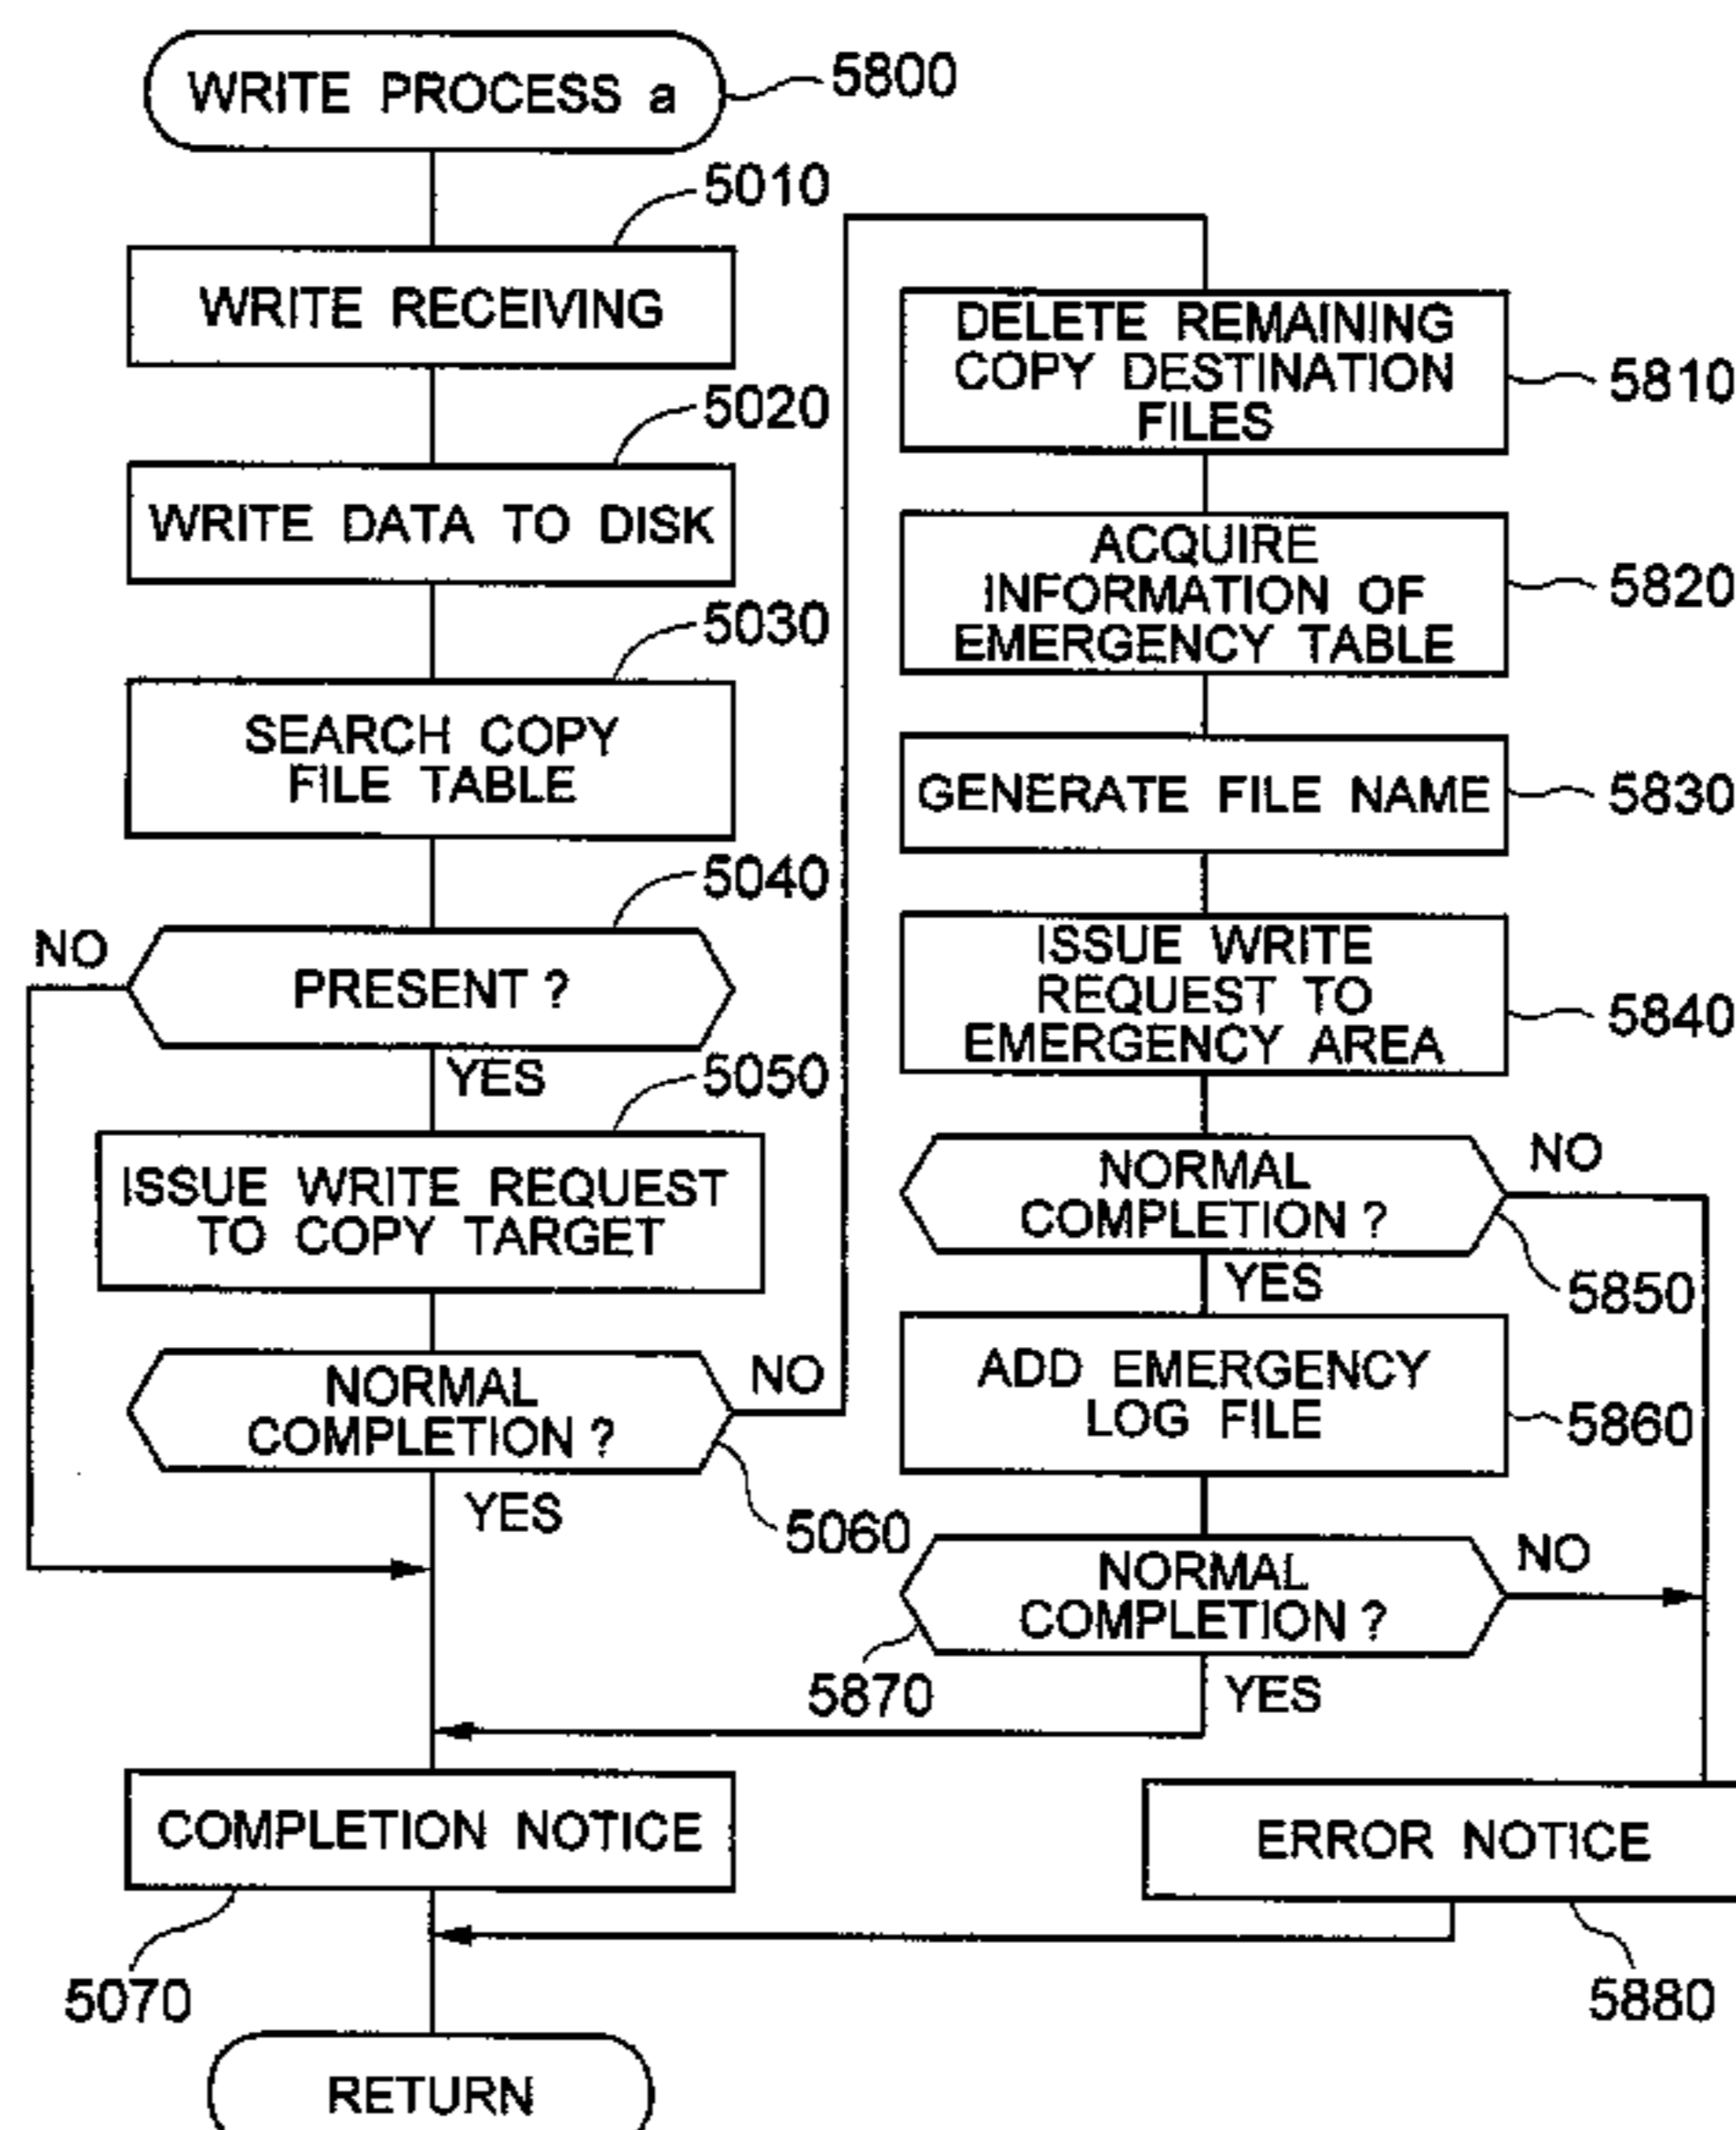 WRITE PROCESS a
5800
5010
WRITE RECEIVING
5020
WRITE DATA TO DISK
5030
SEARCH COPY
FILE TABLE
5040
NO
PRESENT ?
YES
5050
ISSUE WRITE REQUEST
TO COPY TARGET
NORMAL
COMPLETION ?
NO
YES
5060
DELETE REMAINING
COPY DESTINATION
FILES
5810
ACQUIRE
INFORMATION OF
EMERGENCY TABLE
5820
GENERATE FILE NAME
5830
ISSUE WRITE
REQUEST TO
EMERGENCY AREA
5840
NORMAL
COMPLETION ?
NO
YES
5850
ADD EMERGENCY
LOG FILE
5860
NORMAL
COMPLETION ?
NO
5870
YES
COMPLETION NOTICE
5070
ERROR NOTICE
5880
RETURN